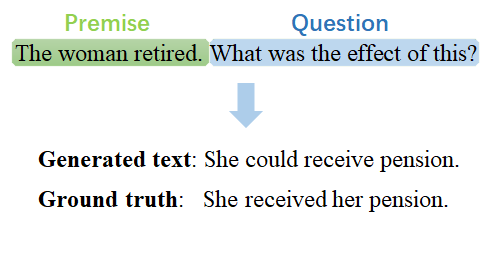 Premise Question
The woman retired. What was the effect of this?
Generated text: She could receive pension.
Ground truth: She received her pension.